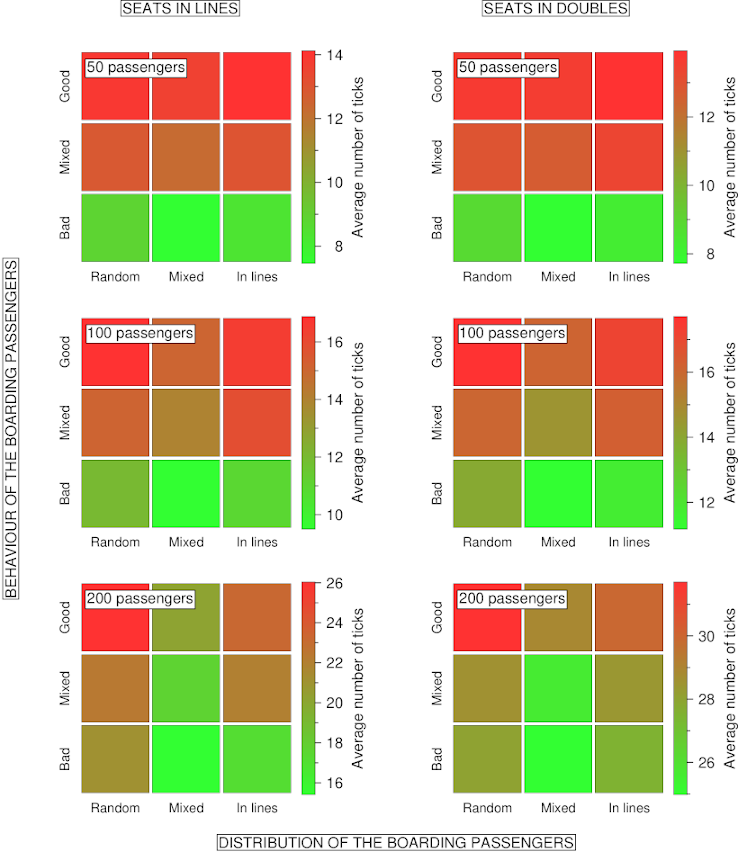 SEATS IN LINES
SEATS IN DOUBLES
50 passengers
Good
Mixed
Bad
Random Mixed In lines
14
12
10
8
Average number of ticks
50 passengers
Good
Mixed
Bad
Random Mixed In lines
12
10
8
Average number of ticks
BEHAVIOUR OF THE BOARDING PASSENGERS
100 passengers
Good
Mixed
Bad
Random Mixed In lines
16
14
12
10
Average number of ticks
100 passengers
Good
Mixed
Bad
Random Mixed In lines
16
14
12
Average number of ticks
200 passengers
Good
Mixed
Bad
Random Mixed In lines
26
24
22
20
18
16
Average number of ticks
200 passengers
Good
Mixed
Bad
Random Mixed In lines
30
28
26
Average number of ticks
DISTRIBUTION OF THE BOARDING PASSENGERS